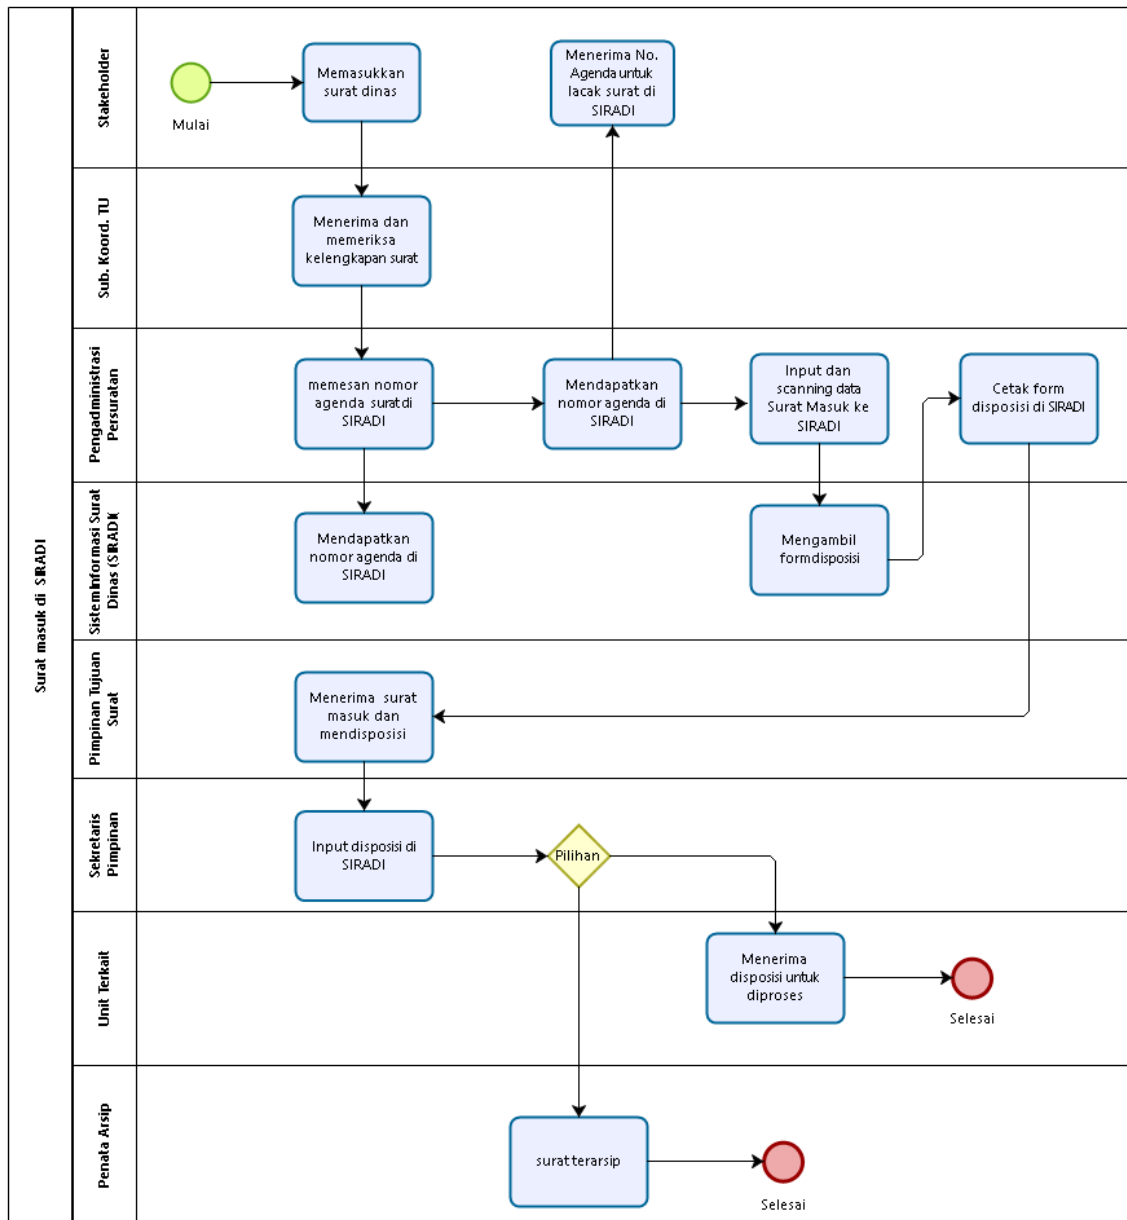 Surat masuk di SIRADI
Stakeholder
Mulai
Memasukkan
surat dinas
Menerima No.
Agenda untuk
lacak surat di
SIRADI
Sub. Koord. TU
Menerima dan
memeriksa
kelengkapan surat
Pengadministrasi
Persuratan
memesan nomor
agenda surat di
SIRADI
Mendapatkan
nomor agenda di
SIRADI
Input dan
scanning data
Surat Masuk ke
SIRADI
Cetak form
disposisi di SIRADI
Sistem Informasi Surat
Dinas (SIRADI(
Mendapatkan
nomor agenda di
SIRADI
Mengambil
form disposisi
Pimpinan Tujuan
Surat
Menerima surat
masuk dan
mendisposisi
Sekretaris
Pimpinan
Input disposisi di
SIRADI
Pilihan
Unit Terkait
Menerima
disposisi untuk
diproses
Selesai
Penata Arsip
surat terarsip
Selesai